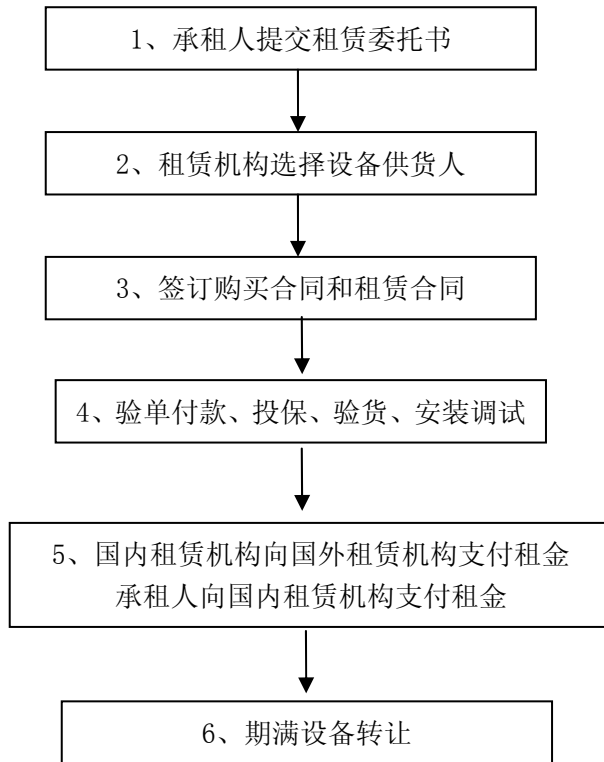 1、承租人提交租赁委托书
2、租赁机构选择设备供货人
3、签订购买合同和租赁合同
4、验单付款、投保、验货、安装调试
5、国内租赁机构向国外租赁机构支付租金
承租人向国内租赁机构支付租金
6、期满设备转让